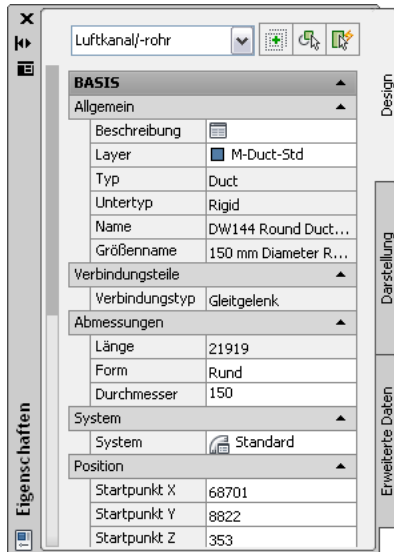 Luftkanal/-rohr
BASIS
Allgemein
Beschreibung
Layer M-Duct-Std
Typ Duct
Untertyp Rigid
Name DW144 Round Duct...
Größenname 150 mm Diameter R...
Verbindungsteile
Verbindungstyp Gleitgelenk
Abmessungen
Länge 21919
Form Rund
Durchmesser 150
System
System Standard
Position
Startpunkt X 68701
Startpunkt Y 8822
Startpunkt Z 353
Design
Darstellung
Erweiterte Daten
Eigenschaften